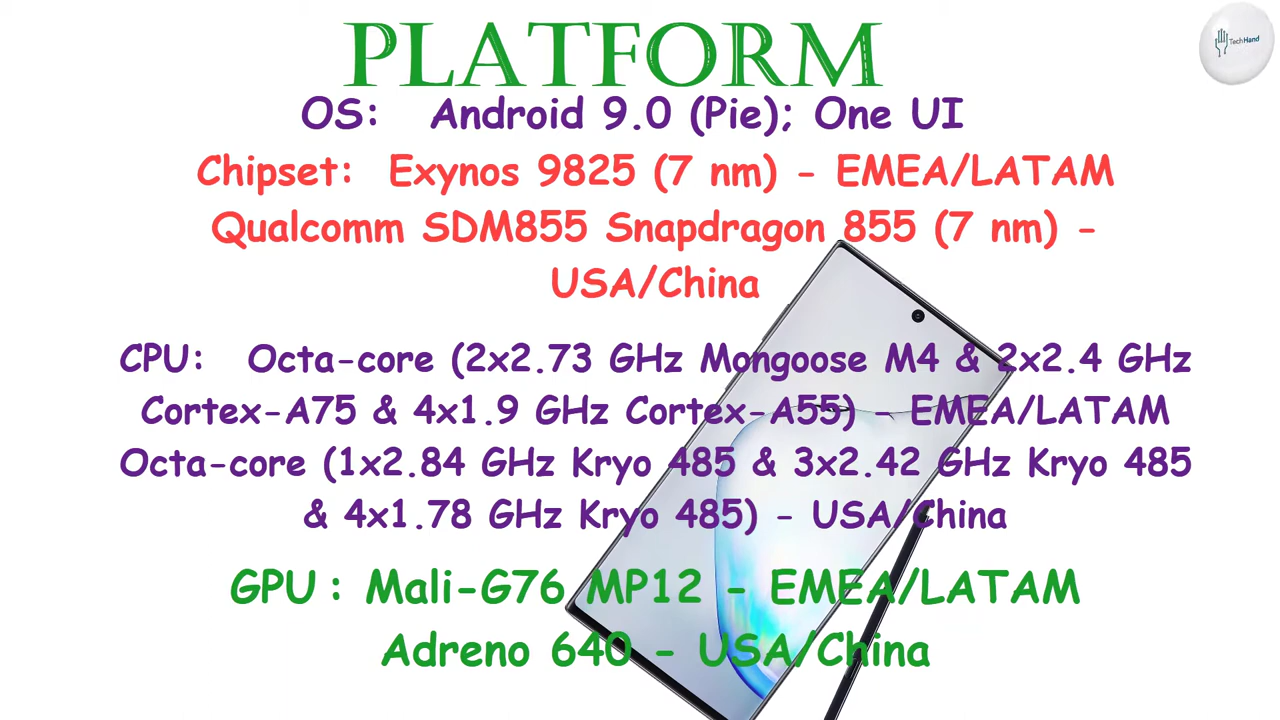 PLATFORM
TechHand
OS: Android 9.0 (Pie); One UI
Chipset: Exynos 9825 (7 nm) - EMEA/LATAM
Qualcomm SDM855 Snapdragon 855 (7 nm) -
USA/China
CPU: Octa-core (2x2.73 GHz Mongoose M4 & 2x2.4 GHz
Cortex-A75 & 4x1.9 GHz Cortex-A55) - EMEA/LATAM
Octa-core (1x2.84 GHz Kryo 485 & 3x2.42 GHz Kryo 485
& 4x1.78 GHz Kryo 485) - USA/China
GPU : Mali-G76 MP12 - EMEA/LATAM
Adreno 640 - USA/China